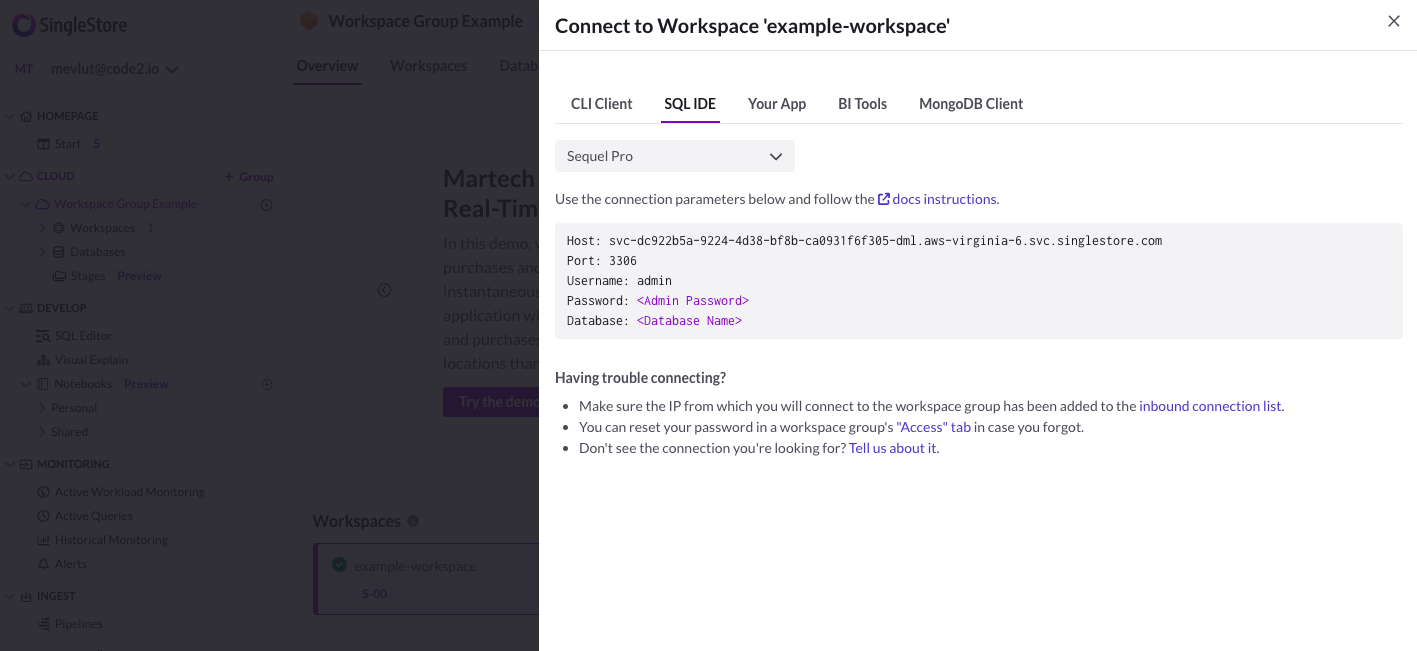 SingleStore
MT mevlut@code2.io
HOMEPAGE
Start 5
CLOUD + Group
Workspace Group Example
Workspaces 1
Databases
Stages Preview
DEVELOP
SQL Editor
Visual Explain
Notebooks Preview
Personal
Shared
MONITORING
Active Workload Monitoring
Active Queries
Historical Monitoring
Alerts
INGEST
Pipelines
Workspace Group Example
Overview Workspaces Datab
Martech
Real-Tim
In this demo,
purchases and
instantaneous
application wi
and purchases
locations than
Try the demo
Workspaces
example-workspace
S-00
Connect to Workspace 'example-workspace'
CLI Client SQL IDE Your App BI Tools MongoDB Client
Sequel Pro
Use the connection parameters below and follow the docs instructions.
Host: svc-dc922b5a-9224-4d38-bf8b-ca0931f6f305-dml.aws-virginia-6.svc.singlestore.com
Port: 3306
Username: admin
Password: <Admin Password>
Database: <Database Name>
Having trouble connecting?
Make sure the IP from which you will connect to the workspace group has been added to the inbound connection list.
You can reset your password in a workspace group's "Access" tab in case you forgot.
Don't see the connection you're looking for? Tell us about it.